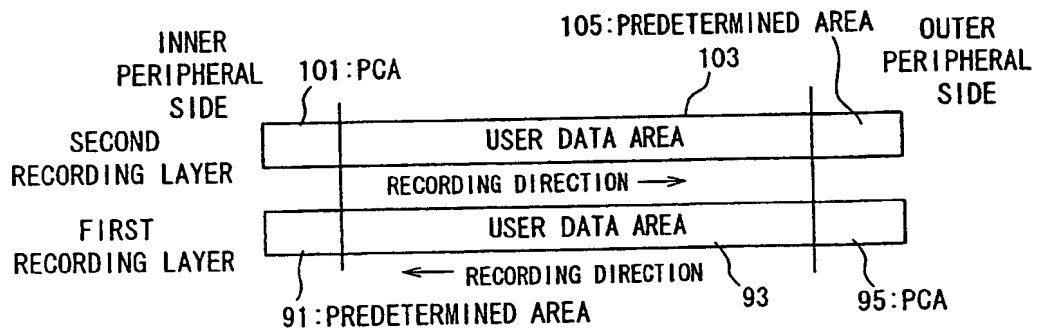 105:PREDETERMINED AREA
INNER
PERIPHERAL
SIDE
101:PCA
103
OUTER
PERIPHERAL
SIDE
SECOND
RECORDING LAYER
USER DATA AREA
RECORDING DIRECTION →
FIRST
RECORDING LAYER
USER DATA AREA
← RECORDING DIRECTION
91:PREDETERMINED AREA
93
95:PCA